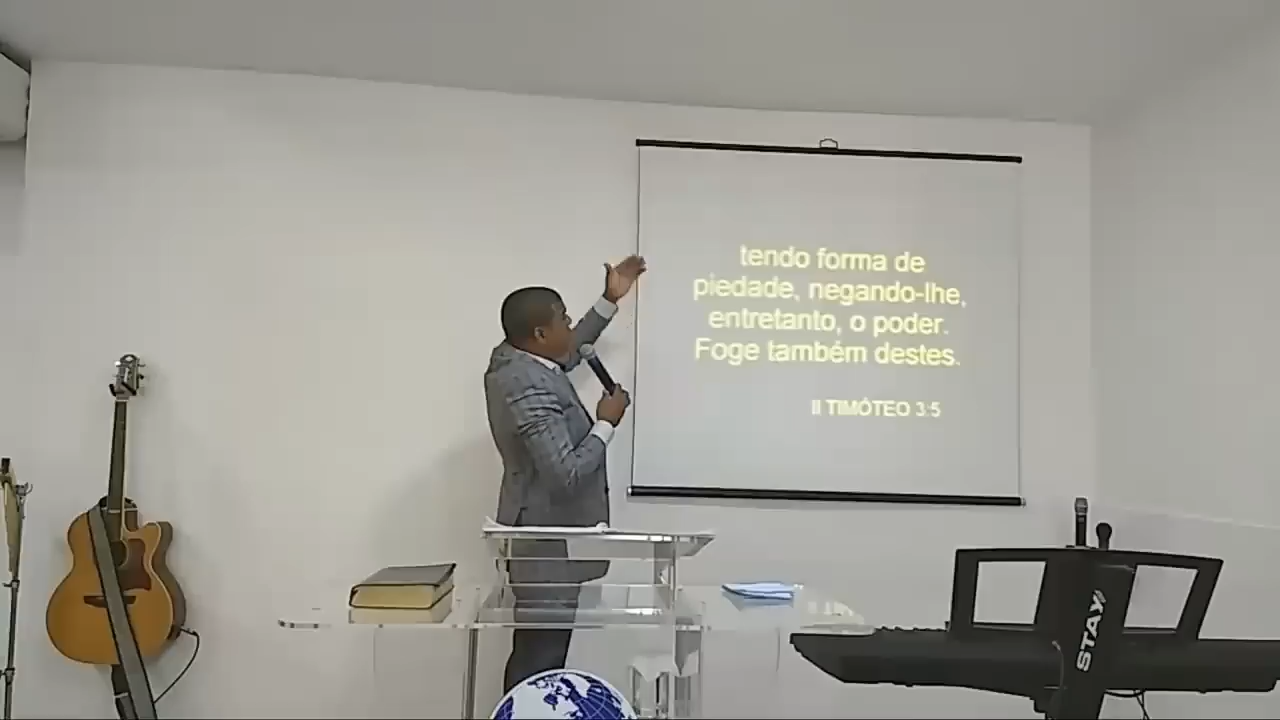 tendo forma de
piedade, negando-lhe,
entretanto, o poder.
Foge também destes.
II TIMÓTEO 3:5
STAY